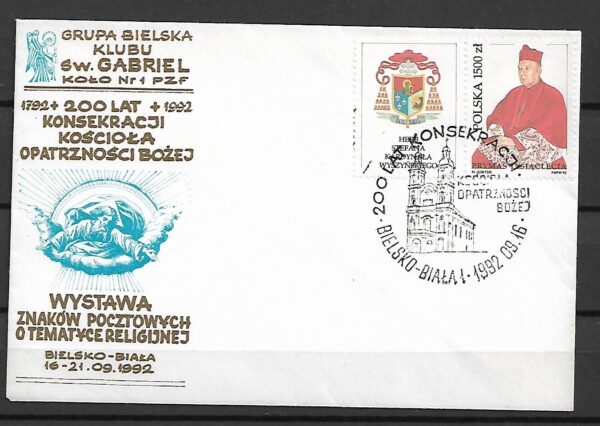 GRUPA BIELSKA
KLUBU
ŚW. GABRIEL
KOŁO Nr 1 PZF
1792 + 200 LAT + 1992
KONSEKRACJI
KOŚCIOŁA
OPATRZNOŚCI BOŻEJ
WYSTAWA
ZNAKÓW POCZTOWYCH
O TEMATYCE RELIGIJNEJ
BIELSKO-BIAŁA
16-21.09.1992
HERB
STEFANA
KARDYNAŁA
WYSZYŃSKIEGO
POLSKA 1500 zł
PRYMAS TYSIĄCLECIA
200 LAT KONSEKRACJI
KOŚCIOŁA
OPATRZNOŚCI
BOŻEJ
BIELSKO-BIAŁA 1 · 1992.09.16 ·